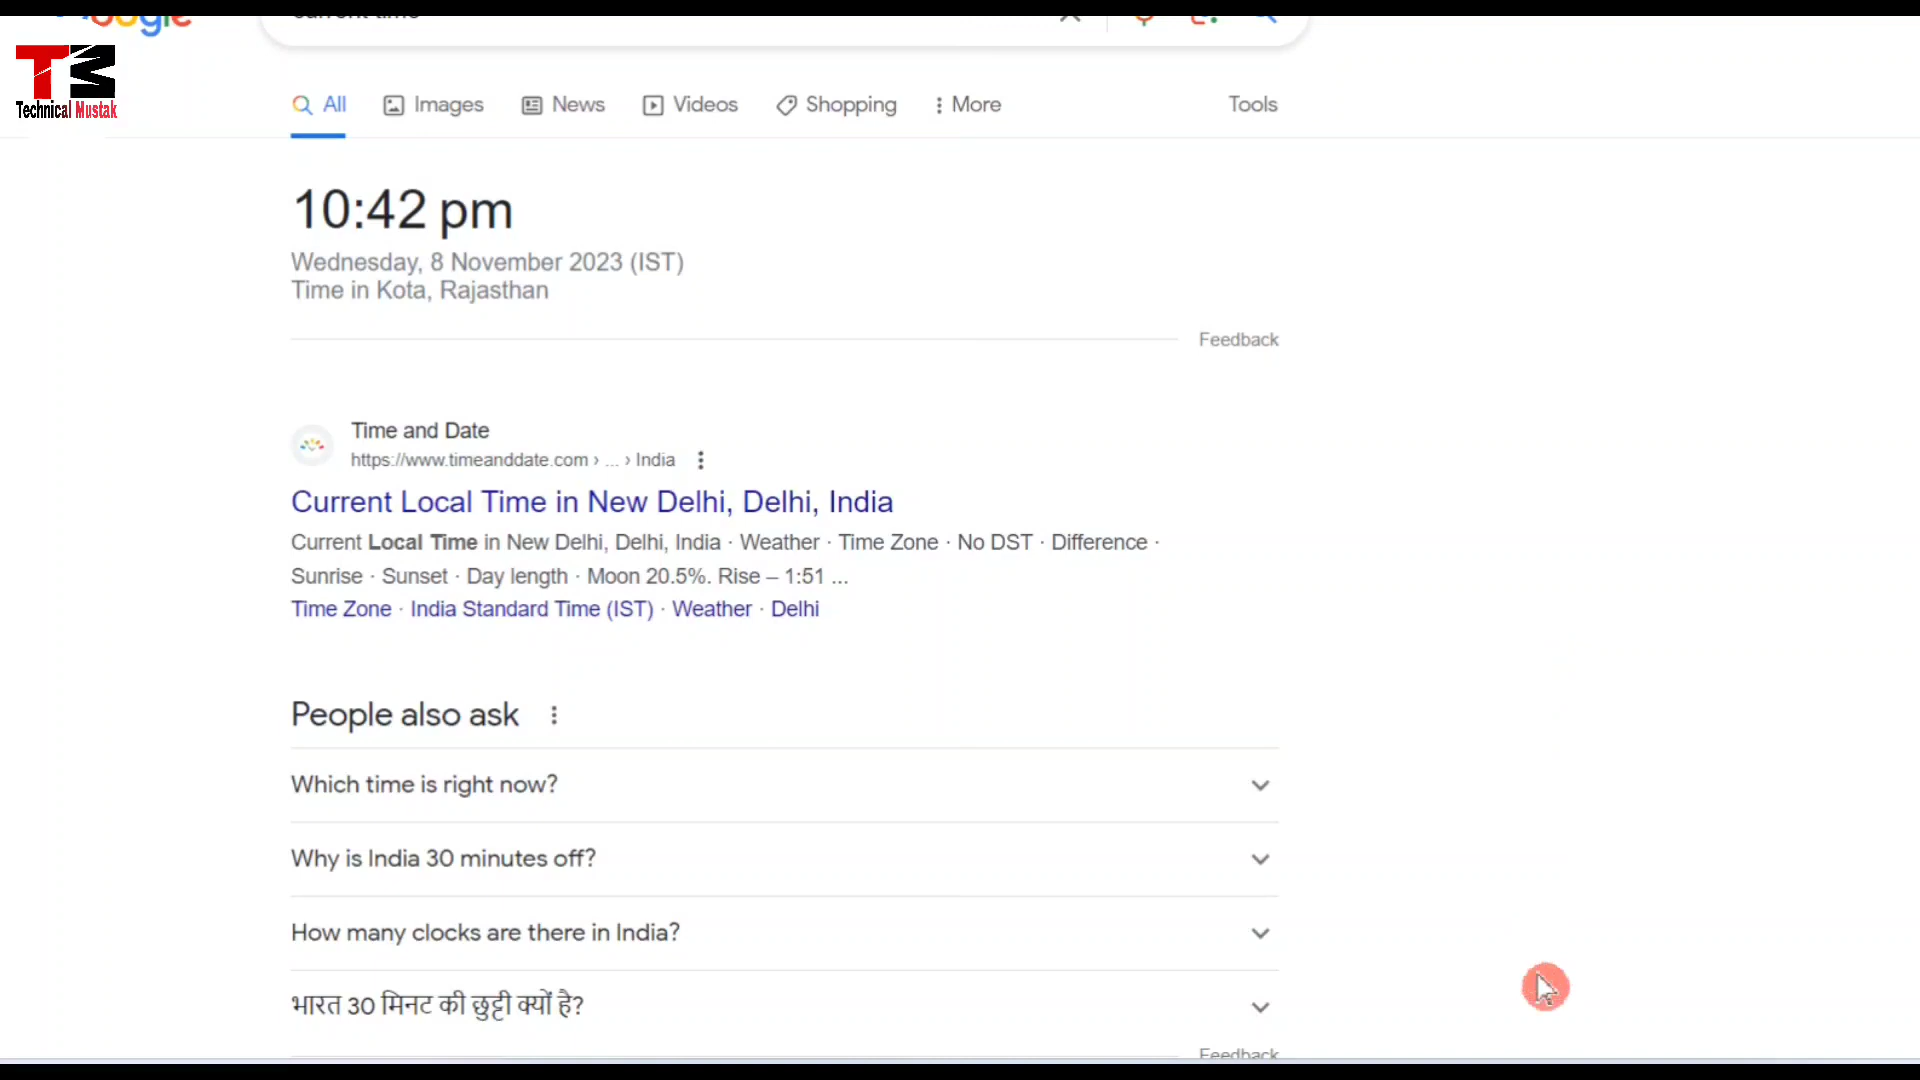 Google
current time
T3
Technical Mustak
All Images News Videos Shopping More Tools
10:42 pm
Wednesday, 8 November 2023 (IST)
Time in Kota, Rajasthan
Feedback
Time and Date
https://www.timeanddate.com › ... › India
Current Local Time in New Delhi, Delhi, India
Current Local Time in New Delhi, Delhi, India · Weather · Time Zone · No DST · Difference ·
Sunrise · Sunset · Day length · Moon 20.5%. Rise – 1:51 ...
Time Zone · India Standard Time (IST) · Weather · Delhi
People also ask
Which time is right now?
Why is India 30 minutes off?
How many clocks are there in India?
भारत 30 मिनट की छुट्टी क्यों है?
Feedback